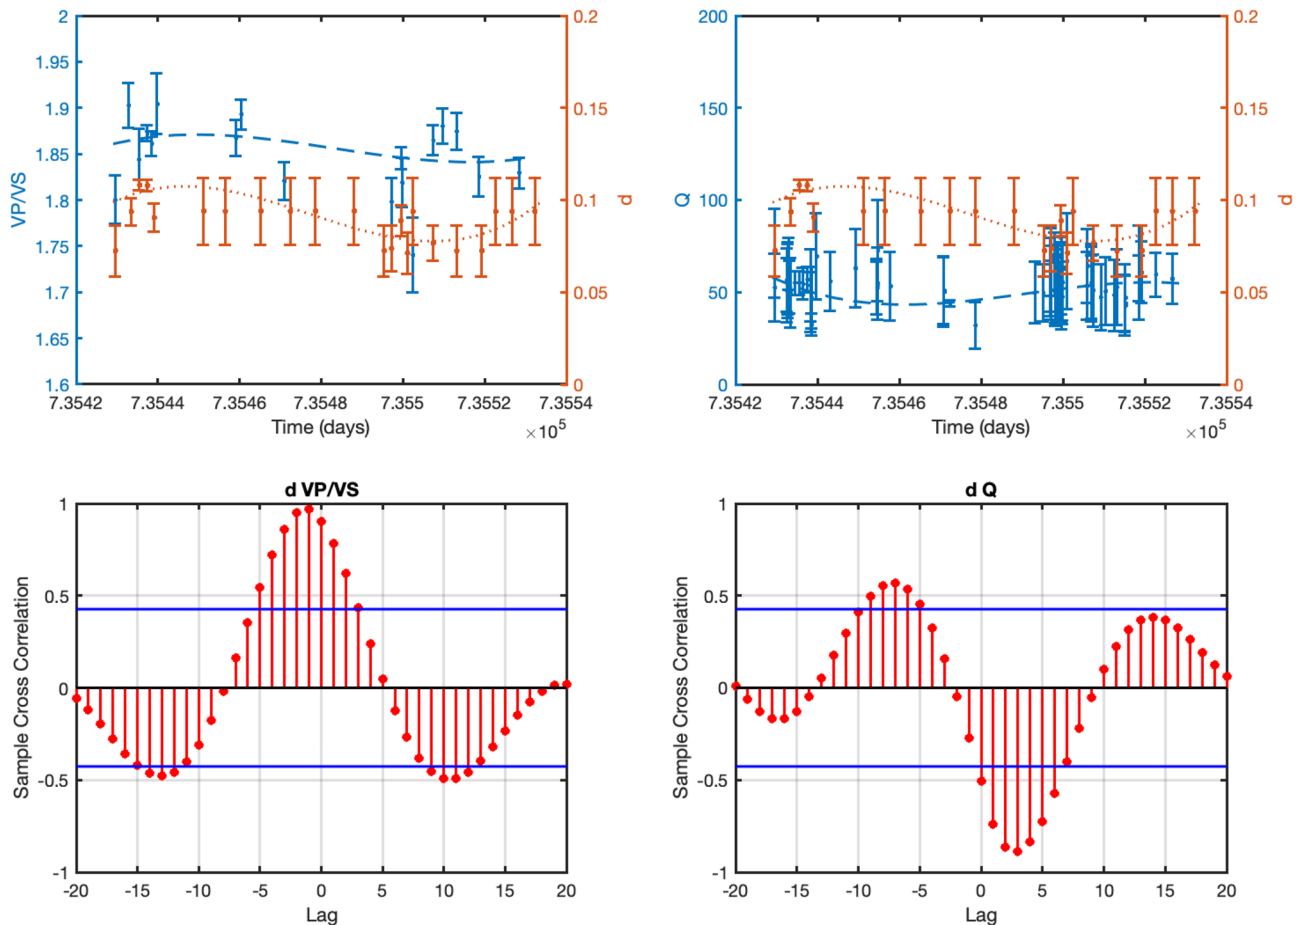 2 0.2 200 0.2
1.95
1.9 0.15 150 0.15
1.85
VP/VS 1.8 0.1 d Q 100 0.1 d
1.75
1.7 0.05 50 0.05
1.65
1.6 0 0 0
7.3542 7.3544 7.3546 7.3548 7.355 7.3552 7.3554 7.3542 7.3544 7.3546 7.3548 7.355 7.3552 7.3554
Time (days) ×10⁵ Time (days) ×10⁵
d VP/VS d Q
1 1
0.5 0.5
Sample Cross Correlation 0 Sample Cross Correlation 0
-0.5 -0.5
-1 -1
-20 -15 -10 -5 0 5 10 15 20 -20 -15 -10 -5 0 5 10 15 20
Lag Lag